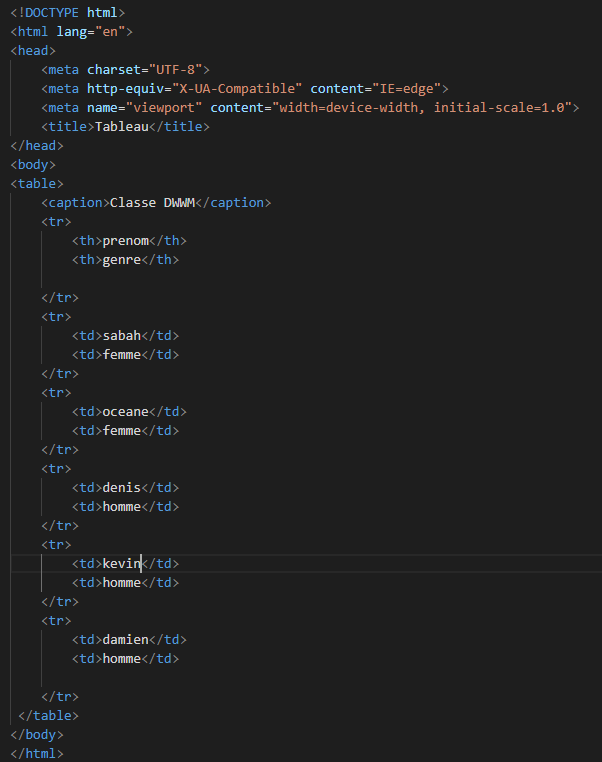 <!DOCTYPE html>
<html lang="en">
<head>
    <meta charset="UTF-8">
    <meta http-equiv="X-UA-Compatible" content="IE=edge">
    <meta name="viewport" content="width=device-width, initial-scale=1.0">
    <title>Tableau</title>
</head>
<body>
<table>
    <caption>Classe DWWM</caption>
    <tr>
        <th>prenom</th>
        <th>genre</th>

    </tr>
    <tr>
        <td>sabah</td>
        <td>femme</td>
    </tr>
    <tr>
        <td>oceane</td>
        <td>femme</td>
    </tr>
    <tr>
        <td>denis</td>
        <td>homme</td>
    </tr>
    <tr>
        <td>kevin</td>
        <td>homme</td>
    </tr>
    <tr>
        <td>damien</td>
        <td>homme</td>

    </tr>
 </table>
</body>
</html>